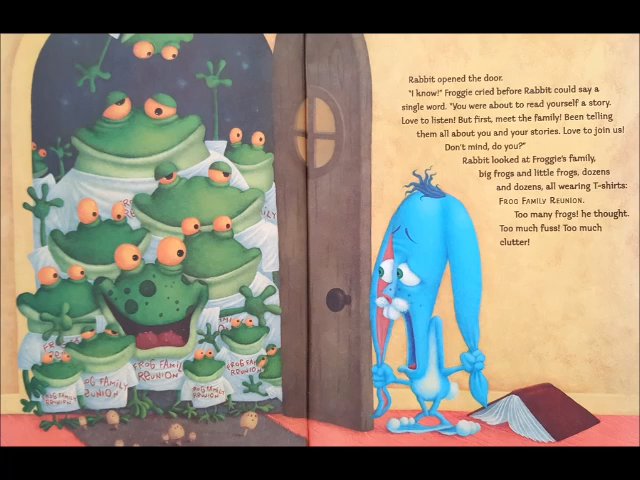 Rabbit opened the door.
"I know!" Froggie cried before Rabbit could say a
single word. "You were about to read yourself a story.
Love to listen! But first, meet the family! Been telling
them all about you and your stories. Love to join us!
Don't mind, do you?"
Rabbit looked at Froggie's family,
big frogs and little frogs, dozens
and dozens, all wearing T-shirts:
FROG FAMILY REUNION.
Too many frogs! he thought.
Too much fuss! Too much
clutter!
FROG FAMILY
REUNION
OG FAMILY
UNION
FROG FAMILY
REUNION